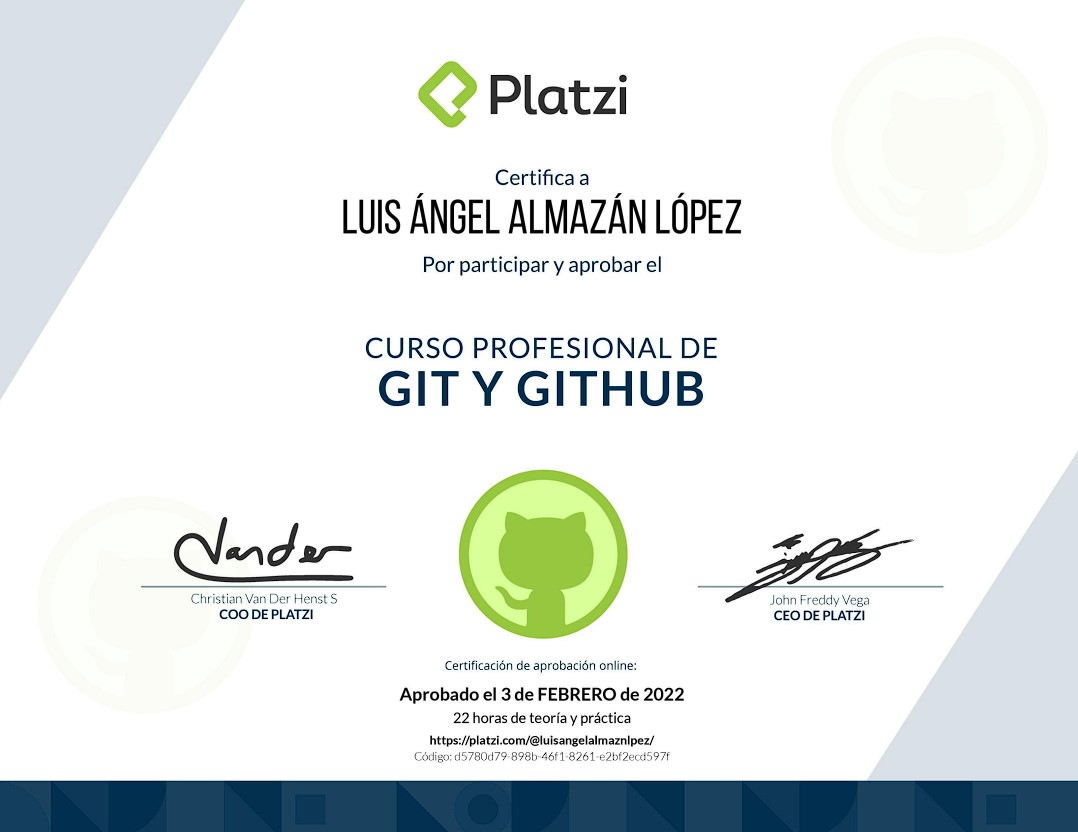 Platzi
Certifica a
LUIS ÁNGEL ALMAZÁN LÓPEZ
Por participar y aprobar el
CURSO PROFESIONAL DE
GIT Y GITHUB
Vander
Christian Van Der Henst S
COO DE PLATZI
John Freddy Vega
CEO DE PLATZI
Certificación de aprobación online:
Aprobado el 3 de FEBRERO de 2022
22 horas de teoría y práctica
https://platzi.com/@luisangelalmaznlpez/
Código: d5780d79-898b-46f1-8261-e2bf2ecd597f